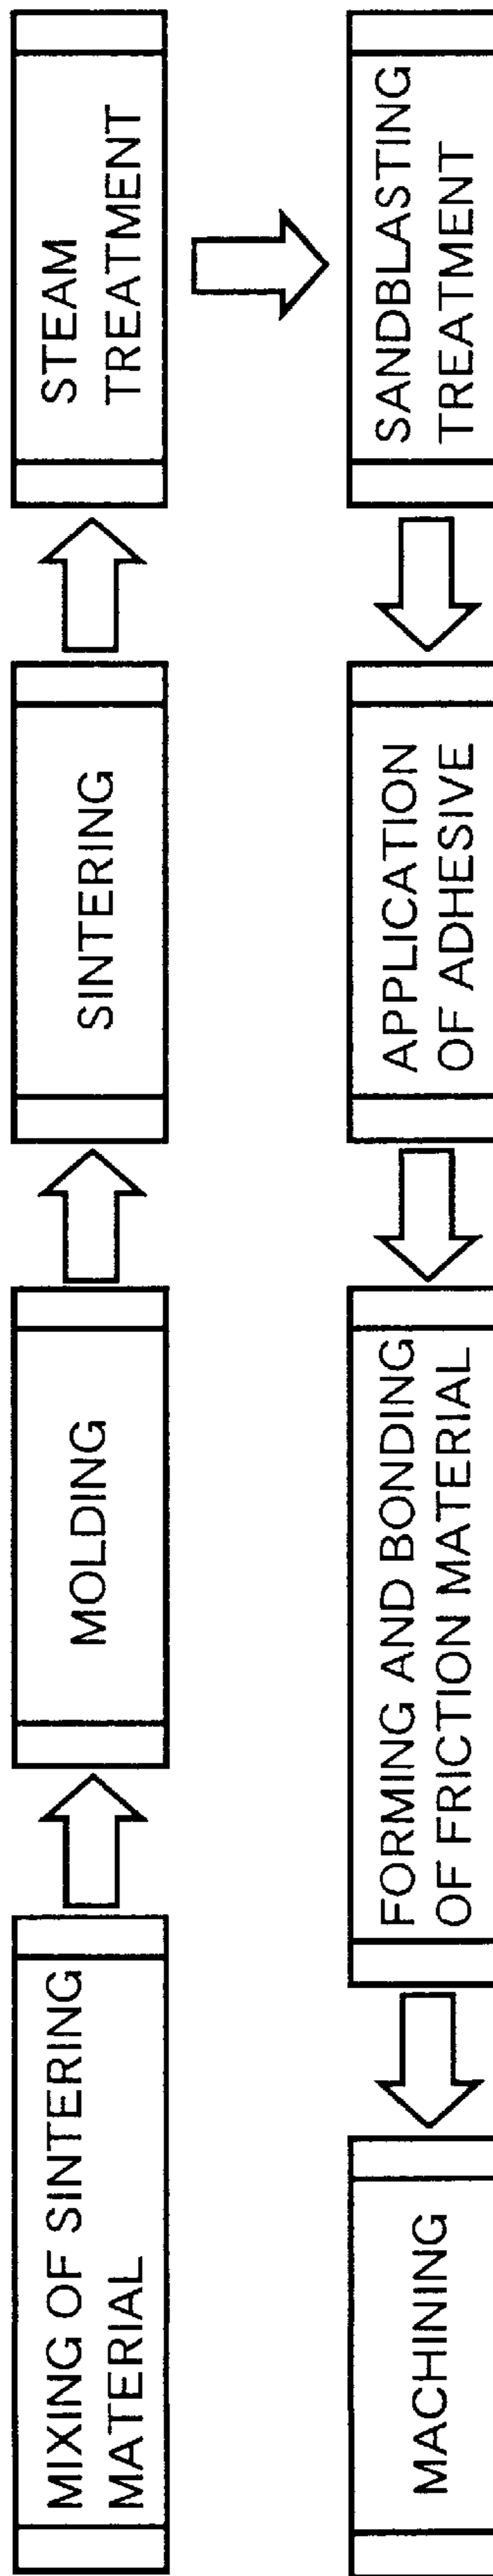 MIXING OF SINTERING
MATERIAL
MOLDING
SINTERING
STEAM
TREATMENT
SANDBLASTING
TREATMENT
APPLICATION
OF ADHESIVE
FORMING AND BONDING
OF FRICTION MATERIAL
MACHINING